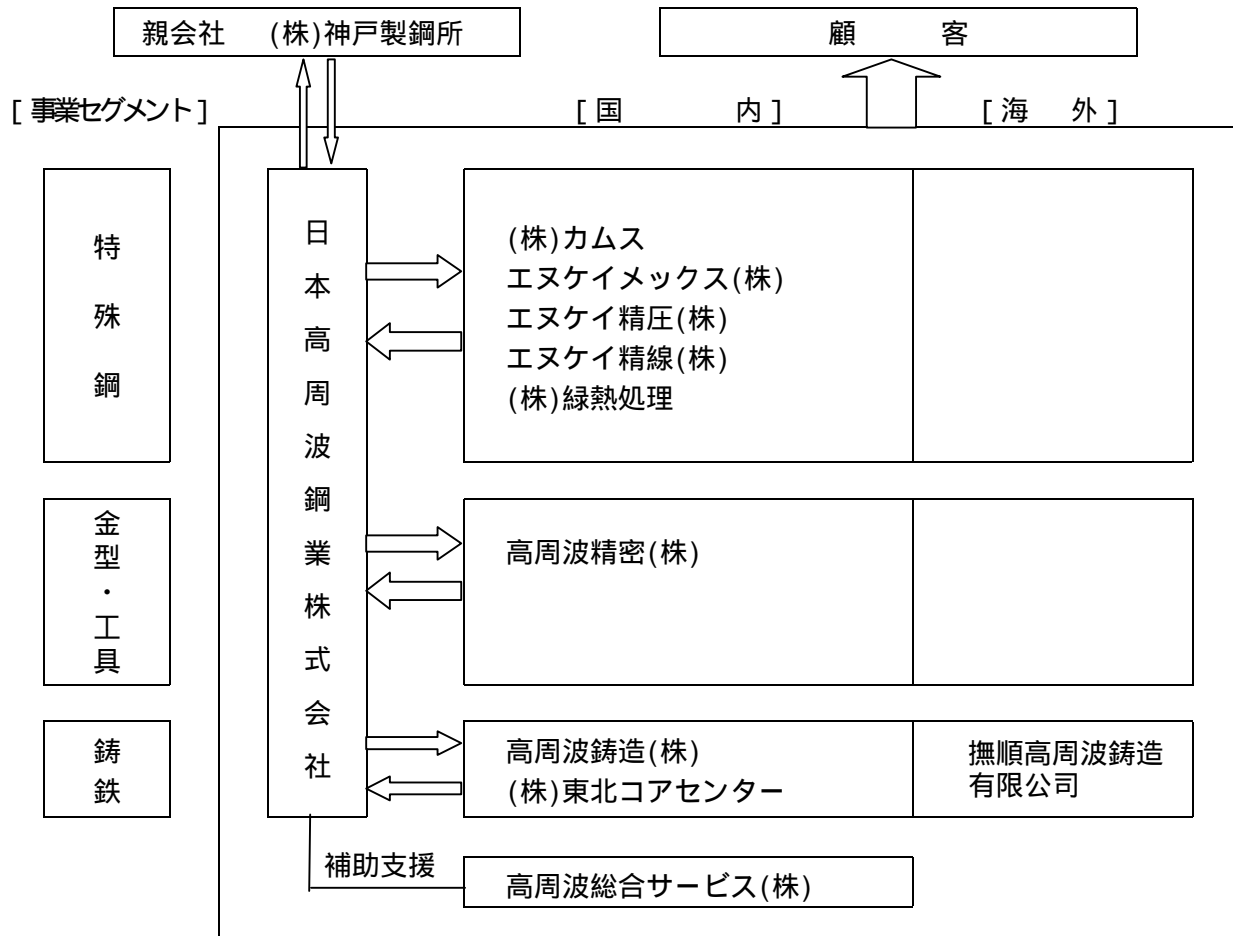 親会社 (株)神戸製鋼所
顧 客
[事業セグメント]
[国 内]
[海 外]
特殊鋼
日本高周波鋼業株式会社
(株)カムス
エヌケイメックス(株)
エヌケイ精圧(株)
エヌケイ精線(株)
(株)緑熱処理
金型・工具
高周波精密(株)
鋳鉄
高周波鋳造(株)
(株)東北コアセンター
撫順高周波鋳造
有限公司
補助支援
高周波総合サービス(株)